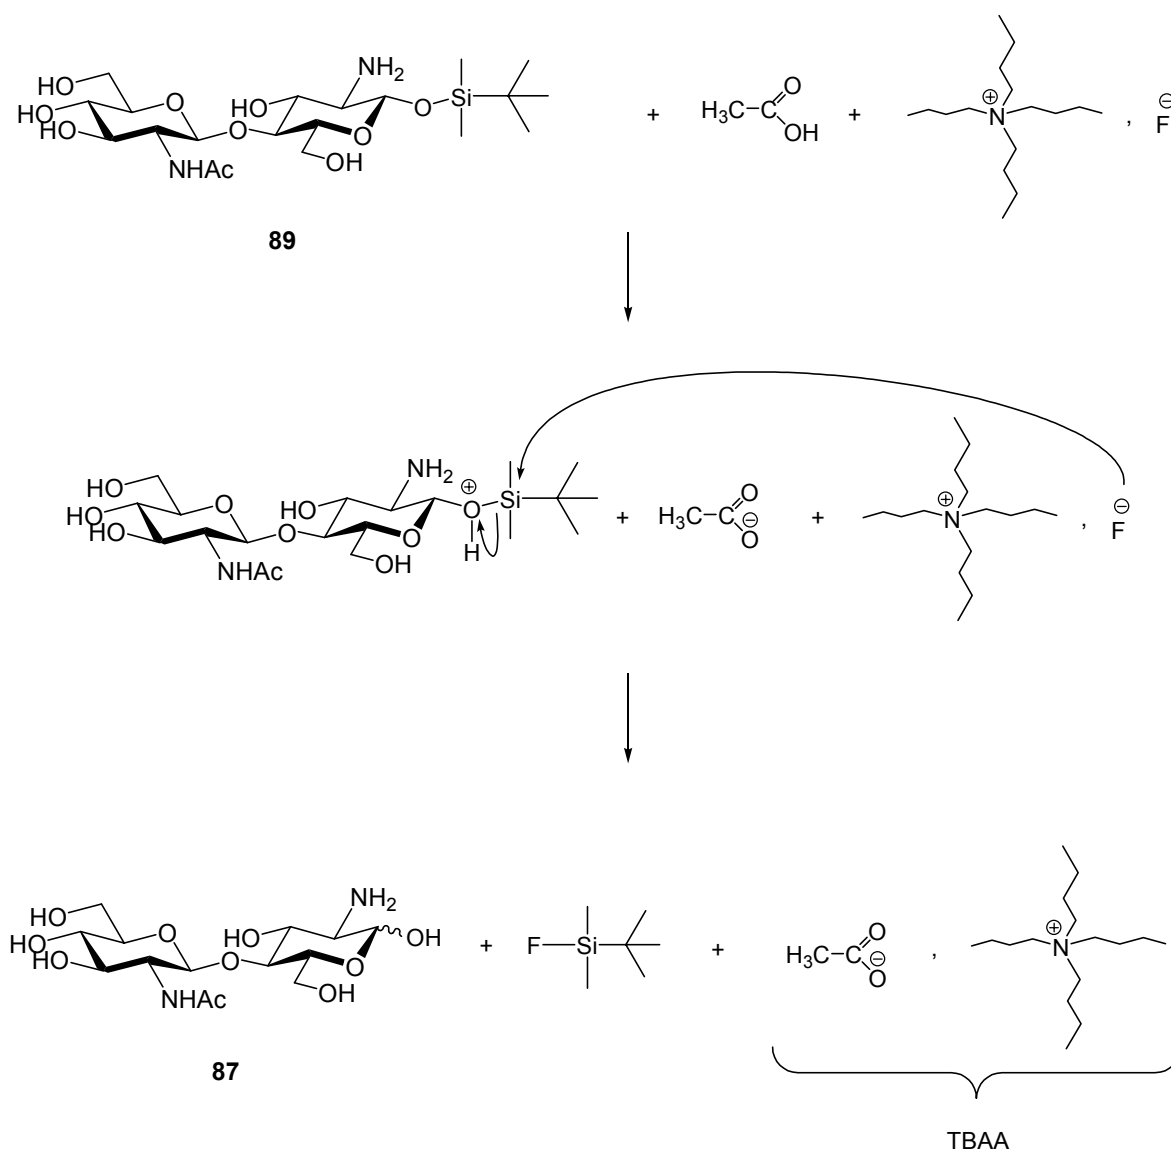 HO HO HO O NHAc O HO NH₂ O OH O Si + H₃C C O OH + N ⊕ , F ⊖
89
HO HO HO O NHAc O HO NH₂ O OH ⊕ O H Si + H₃C C O ⊖ O + N ⊕ , F ⊖
HO HO HO O NHAc O HO NH₂ O OH OH + F Si + H₃C C O ⊖ O , N ⊕
87
TBAA